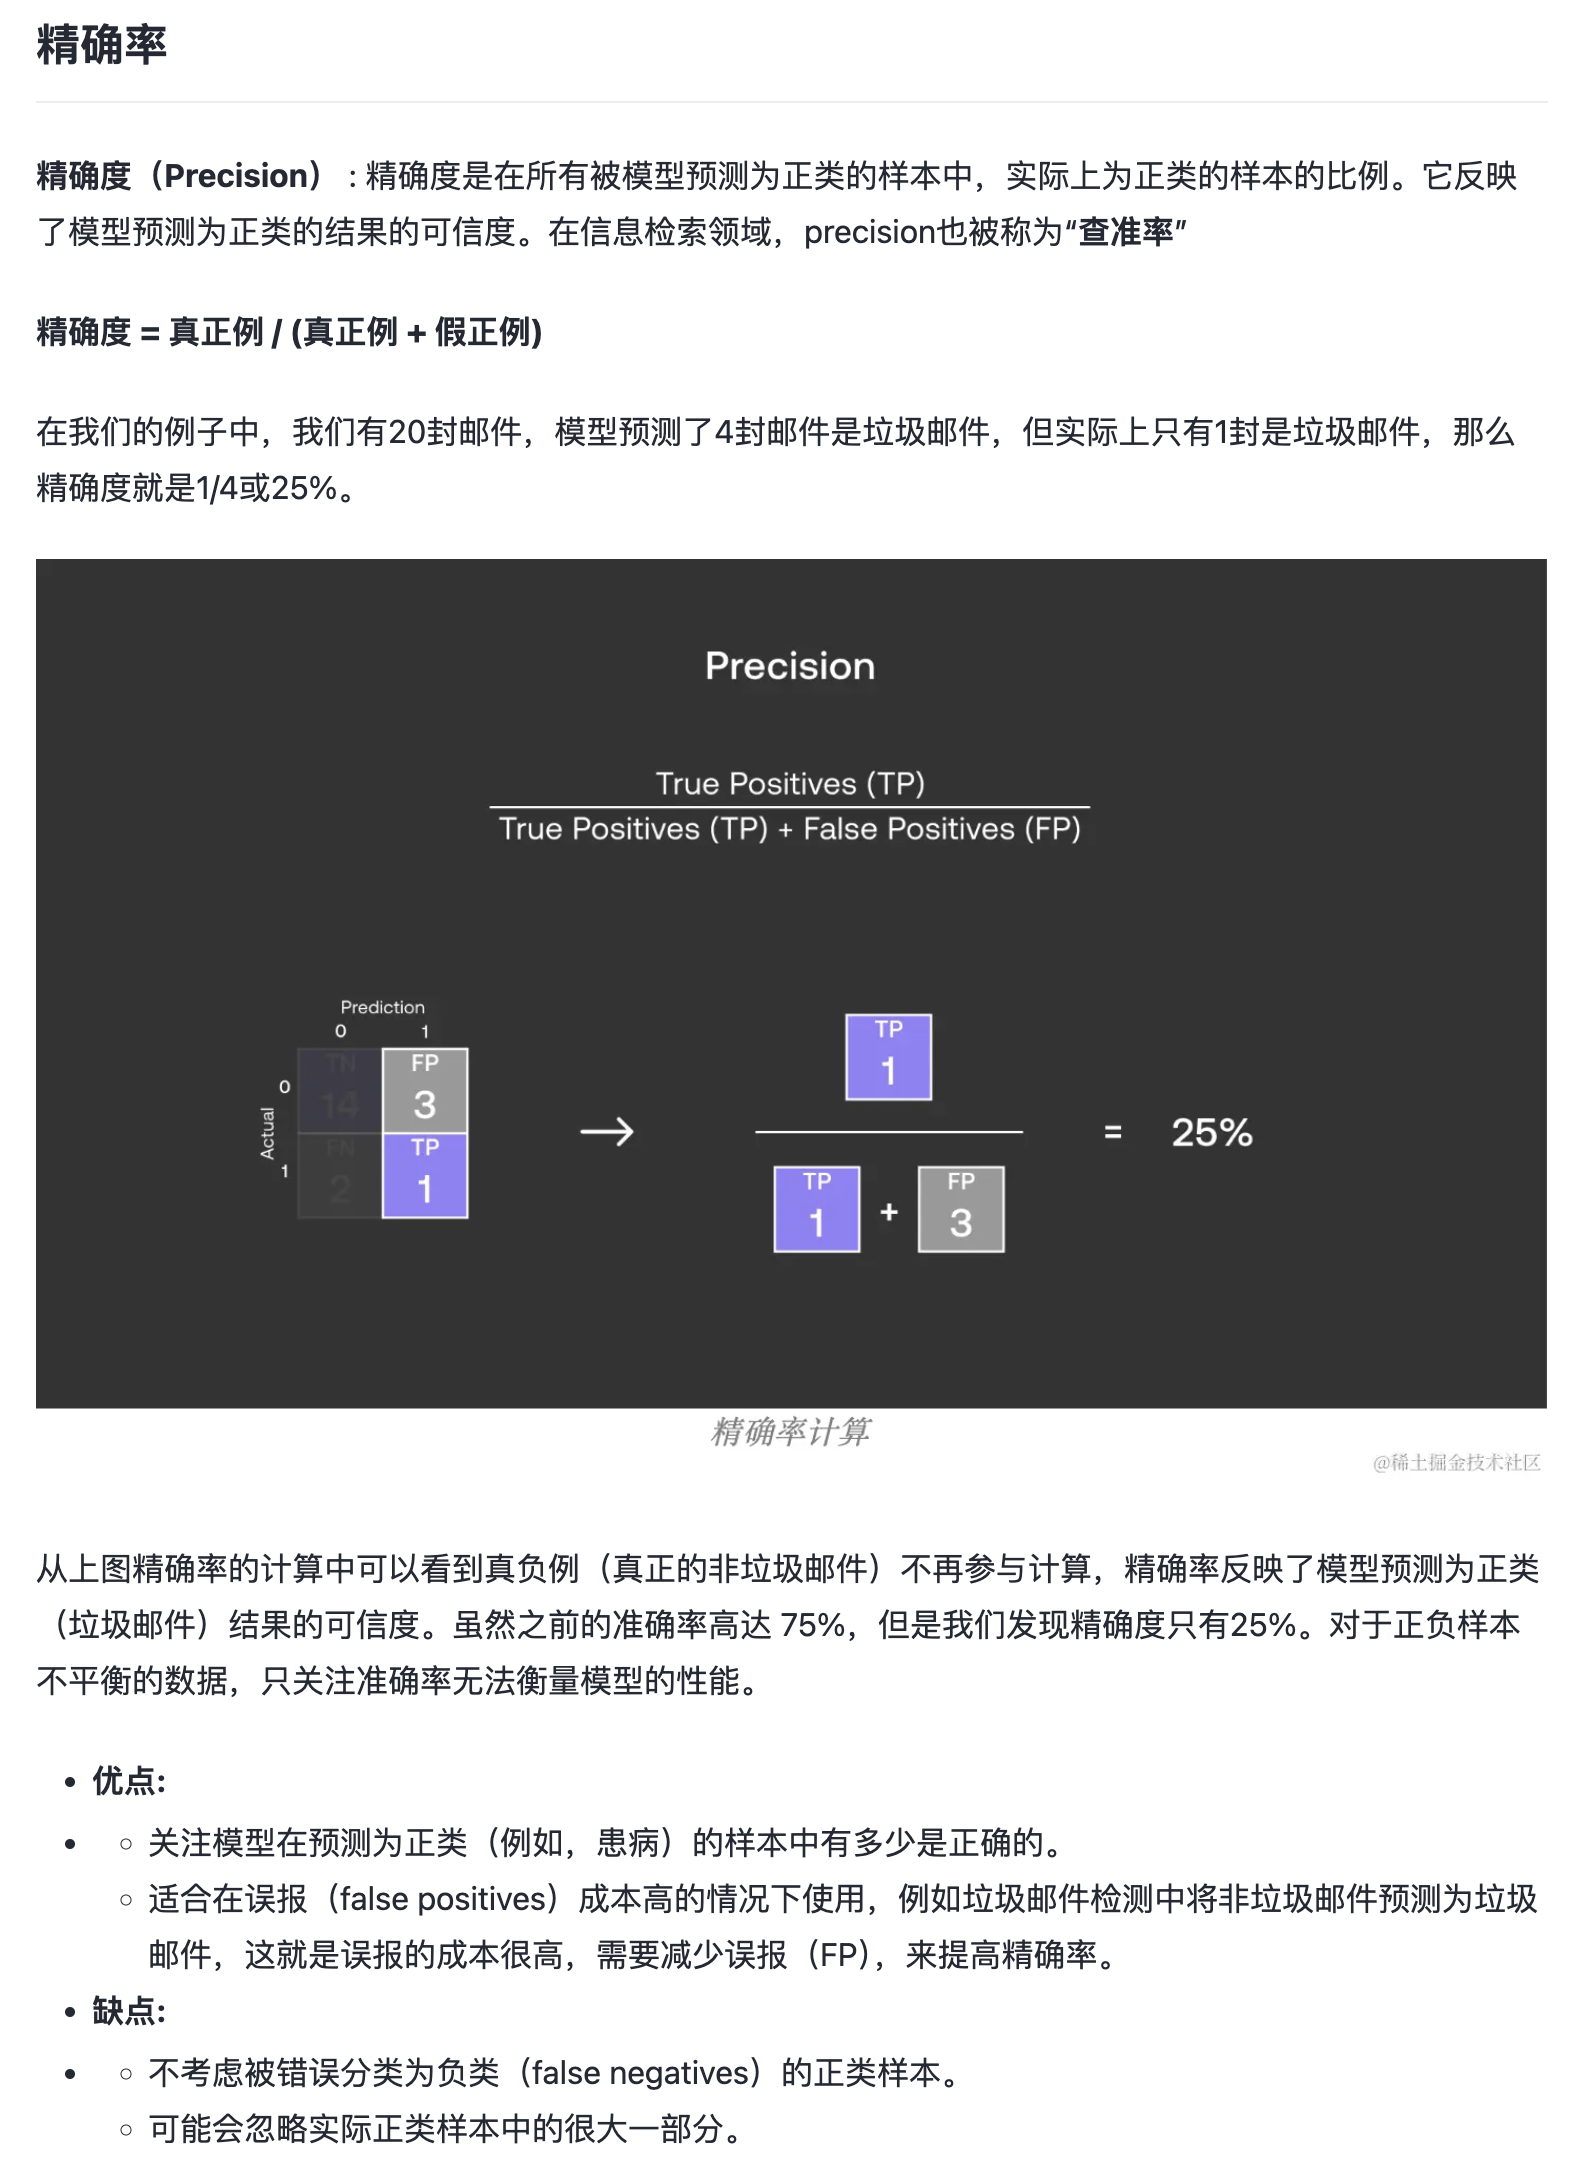 精确率
精确度（Precision）: 精确度是在所有被模型预测为正类的样本中，实际上为正类的样本的比例。它反映
了模型预测为正类的结果的可信度。在信息检索领域，precision也被称为“查准率”
精确度 = 真正例 / (真正例 + 假正例)
在我们的例子中，我们有20封邮件，模型预测了4封邮件是垃圾邮件，但实际上只有1封是垃圾邮件，那么
精确度就是1/4或25%。
Precision
True Positives (TP)
True Positives (TP) + False Positives (FP)
Prediction
0 1
TN FP
0 14 3
Actual
FN TP
1 2 1
→
TP
1
TP
1
+
FP
3
= 25%
精确率计算
@稀土掘金技术社区
从上图精确率的计算中可以看到真负例（真正的非垃圾邮件）不再参与计算，精确率反映了模型预测为正类
（垃圾邮件）结果的可信度。虽然之前的准确率高达 75%，但是我们发现精确度只有25%。对于正负样本
不平衡的数据，只关注准确率无法衡量模型的性能。
• 优点:
• ◦ 关注模型在预测为正类（例如，患病）的样本中有多少是正确的。
◦ 适合在误报（false positives）成本高的情况下使用，例如垃圾邮件检测中将非垃圾邮件预测为垃圾
邮件，这就是误报的成本很高，需要减少误报（FP），来提高精确率。
• 缺点:
• ◦ 不考虑被错误分类为负类（false negatives）的正类样本。
◦ 可能会忽略实际正类样本中的很大一部分。